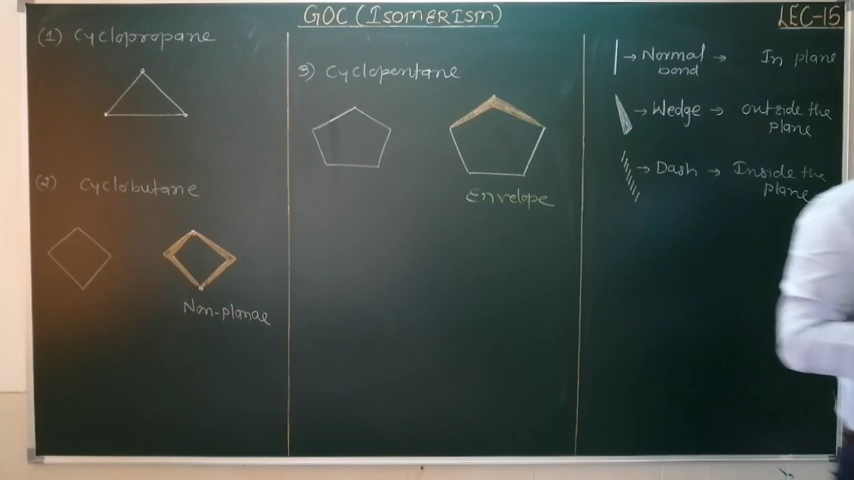 GOC (ISOMERISM)
LEC-15
(1) Cyclopropane
(2) Cyclobutane
Non-planar
3) Cyclopentane
Envelope
| → Normal bond → In plane
→ Wedge → outside the plane
→ Dash → Inside the plane